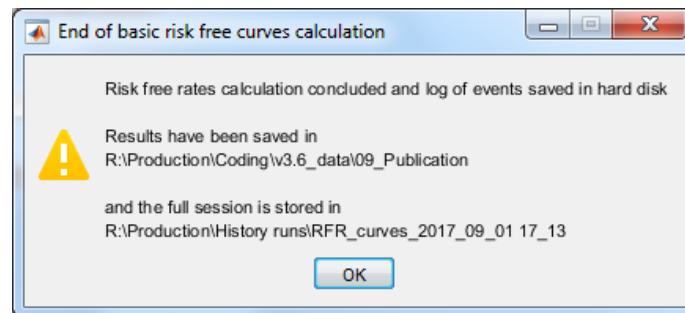 End of basic risk free curves calculation
Risk free rates calculation concluded and log of events saved in hard disk
Results have been saved in
R:\Production\Coding\v3.6_data\09_Publication
and the full session is stored in
R:\Production\History runs\RFR_curves_2017_09_01 17_13
OK